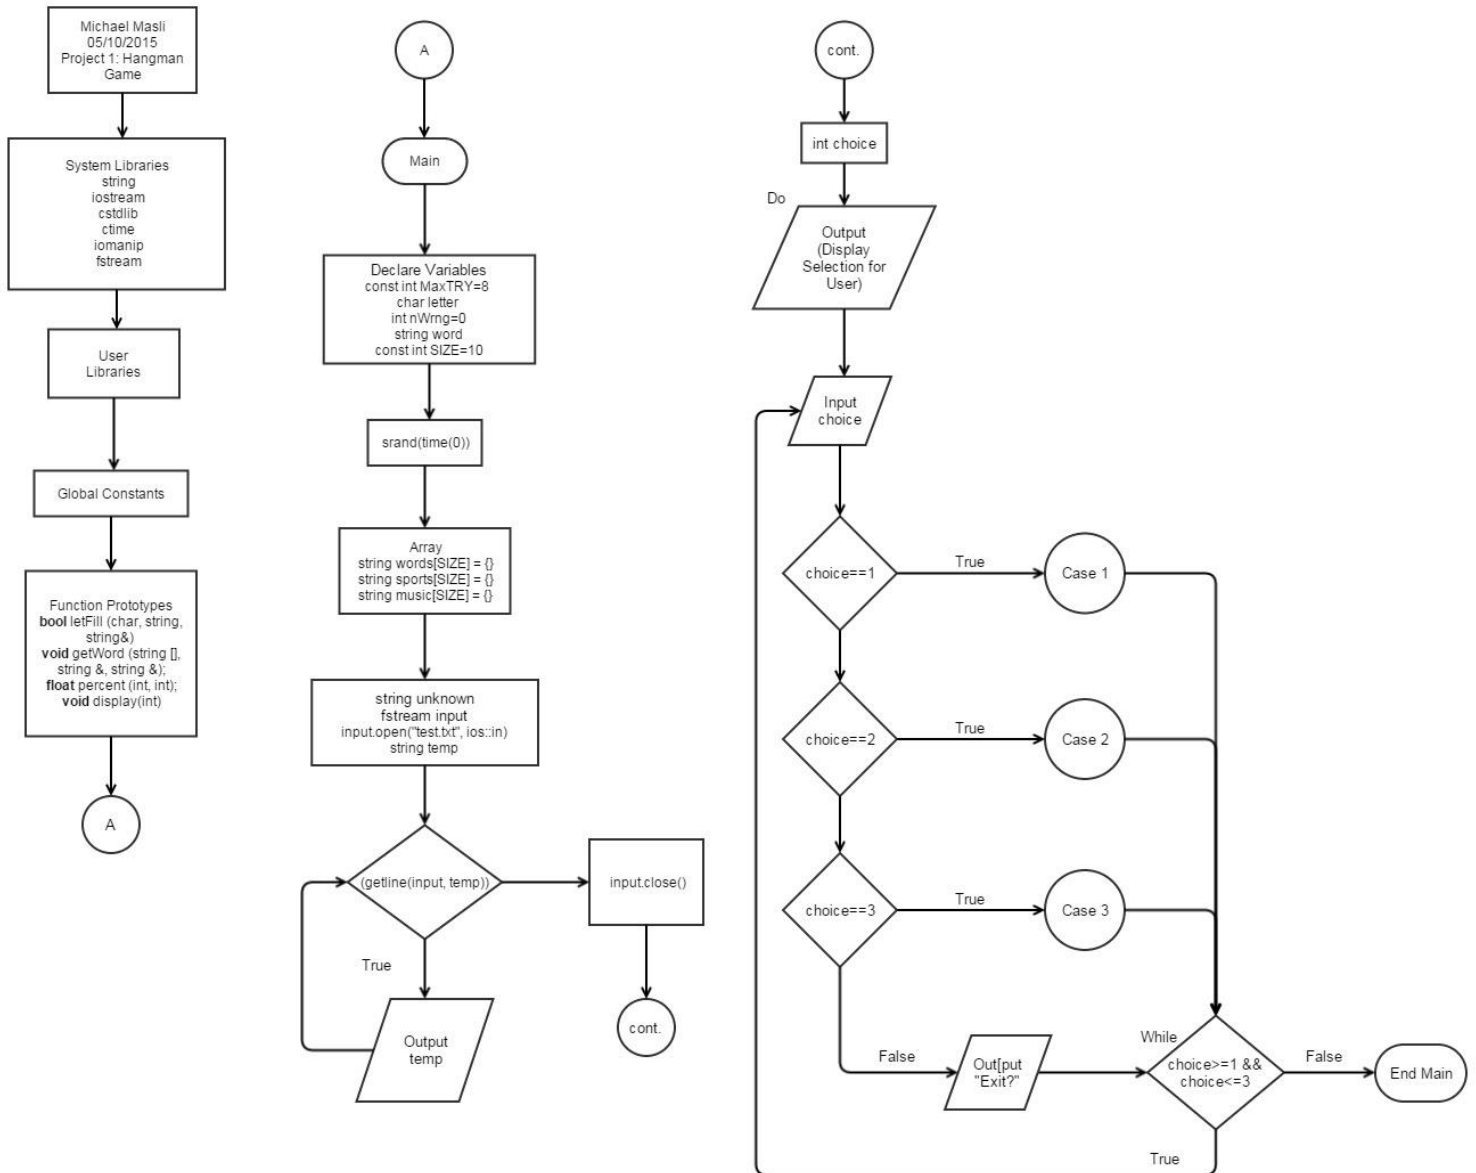 Michael Masli
05/10/2015
Project 1: Hangman
Game
System Libraries
string
iostream
cstdlib
ctime
iomanip
fstream
User
Libraries
Global Constants
Function Prototypes
bool letFill (char, string,
string&)
void getWord (string [],
string &, string &);
float percent (int, int);
void display(int)
A
A
Main
Declare Variables
const int MaxTRY=8
char letter
int nWrng=0
string word
const int SIZE=10
srand(time(0))
Array
string words[SIZE] = {}
string sports[SIZE] = {}
string music[SIZE] = {}
string unknown
fstream input
input.open("test.txt", ios::in)
string temp
(getline(input, temp))
True
Output
temp
input.close()
cont.
cont.
int choice
Do
Output
(Display
Selection for
User)
Input
choice
choice==1
True
Case 1
choice==2
True
Case 2
choice==3
True
Case 3
False
Out[put
"Exit?"
While
choice>=1 &&
choice<=3
False
End Main
True